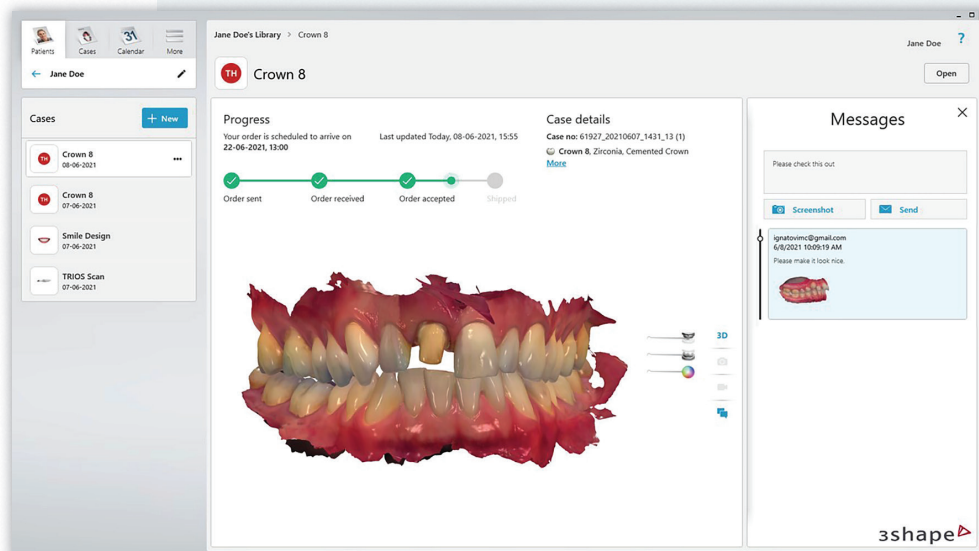 Patients
Cases
Calendar
31
More
Jane Doe
Cases
+ New
TH
Crown 8
08-06-2021
TH
Crown 8
07-06-2021
Smile Design
07-06-2021
TRIOS Scan
07-06-2021
Jane Doe's Library > Crown 8
Jane Doe
?
TH
Crown 8
Open
Progress
Your order is scheduled to arrive on
22-06-2021, 13:00
Last updated Today, 08-06-2021, 15:55
Order sent
Order received
Order accepted
Shipped
Case details
Case no: 61927_20210607_1431_13 (1)
Crown 8, Zirconia, Cemented Crown
More
3D
Messages
Please check this out
Screenshot
Send
ignatovimc@gmail.com
6/8/2021 10:09:19 AM
Please make it look nice.
3shape